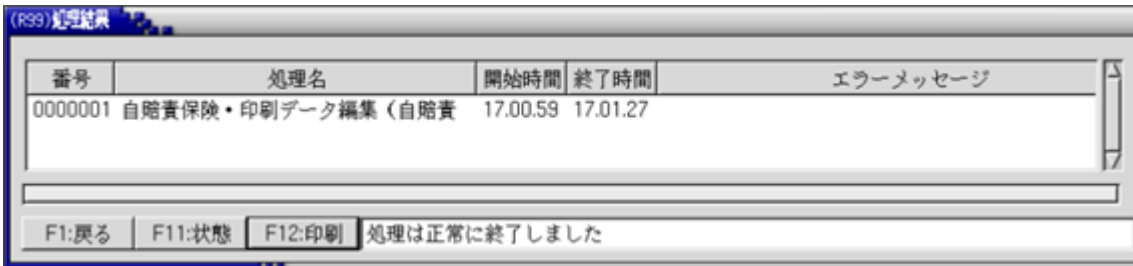 (R99)処理結果
番号 処理名 開始時間 終了時間 エラーメッセージ
0000001 自賠責保険・印刷データ編集（自賠責 17.00.59 17.01.27
F1:戻る F11:状態 F12:印刷 処理は正常に終了しました